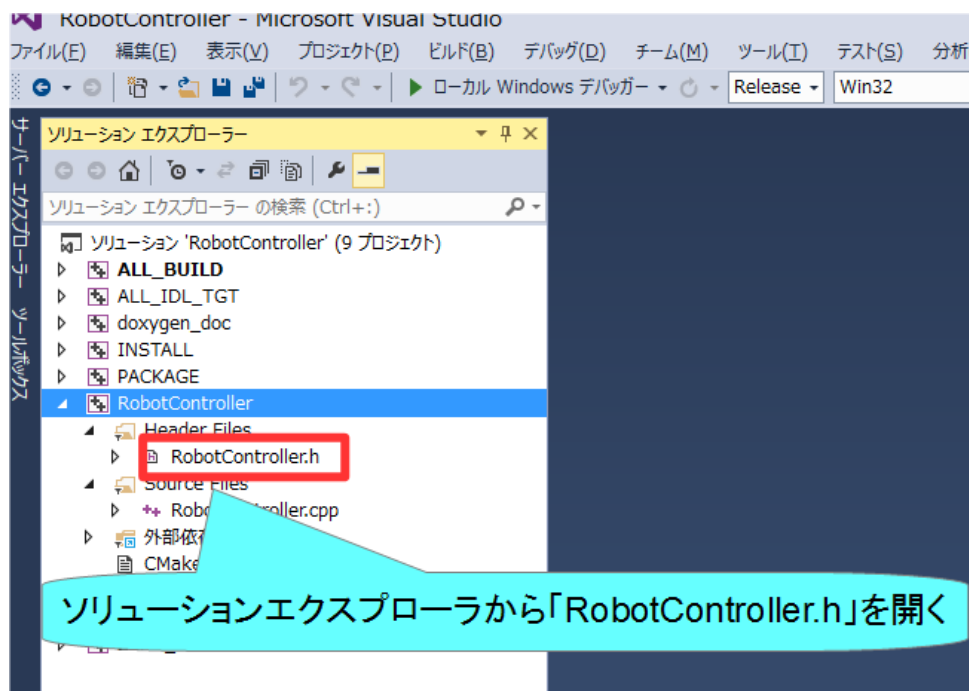 RobotController - Microsoft Visual Studio
ファイル(F) 編集(E) 表示(V) プロジェクト(P) ビルド(B) デバッグ(D) チーム(M) ツール(T) テスト(S) 分析
ローカル Windows デバッガー Release Win32
サーバー エクスプローラー
ツールボックス
ソリューション エクスプローラー
ソリューション エクスプローラー の検索 (Ctrl+:)
ソリューション 'RobotController' (9 プロジェクト)
ALL_BUILD
ALL_IDL_TGT
doxygen_doc
INSTALL
PACKAGE
RobotController
Header Files
RobotController.h
Source Files
ller.cpp
外部依
CMake
ソリューションエクスプローラから「RobotController.h」を開く